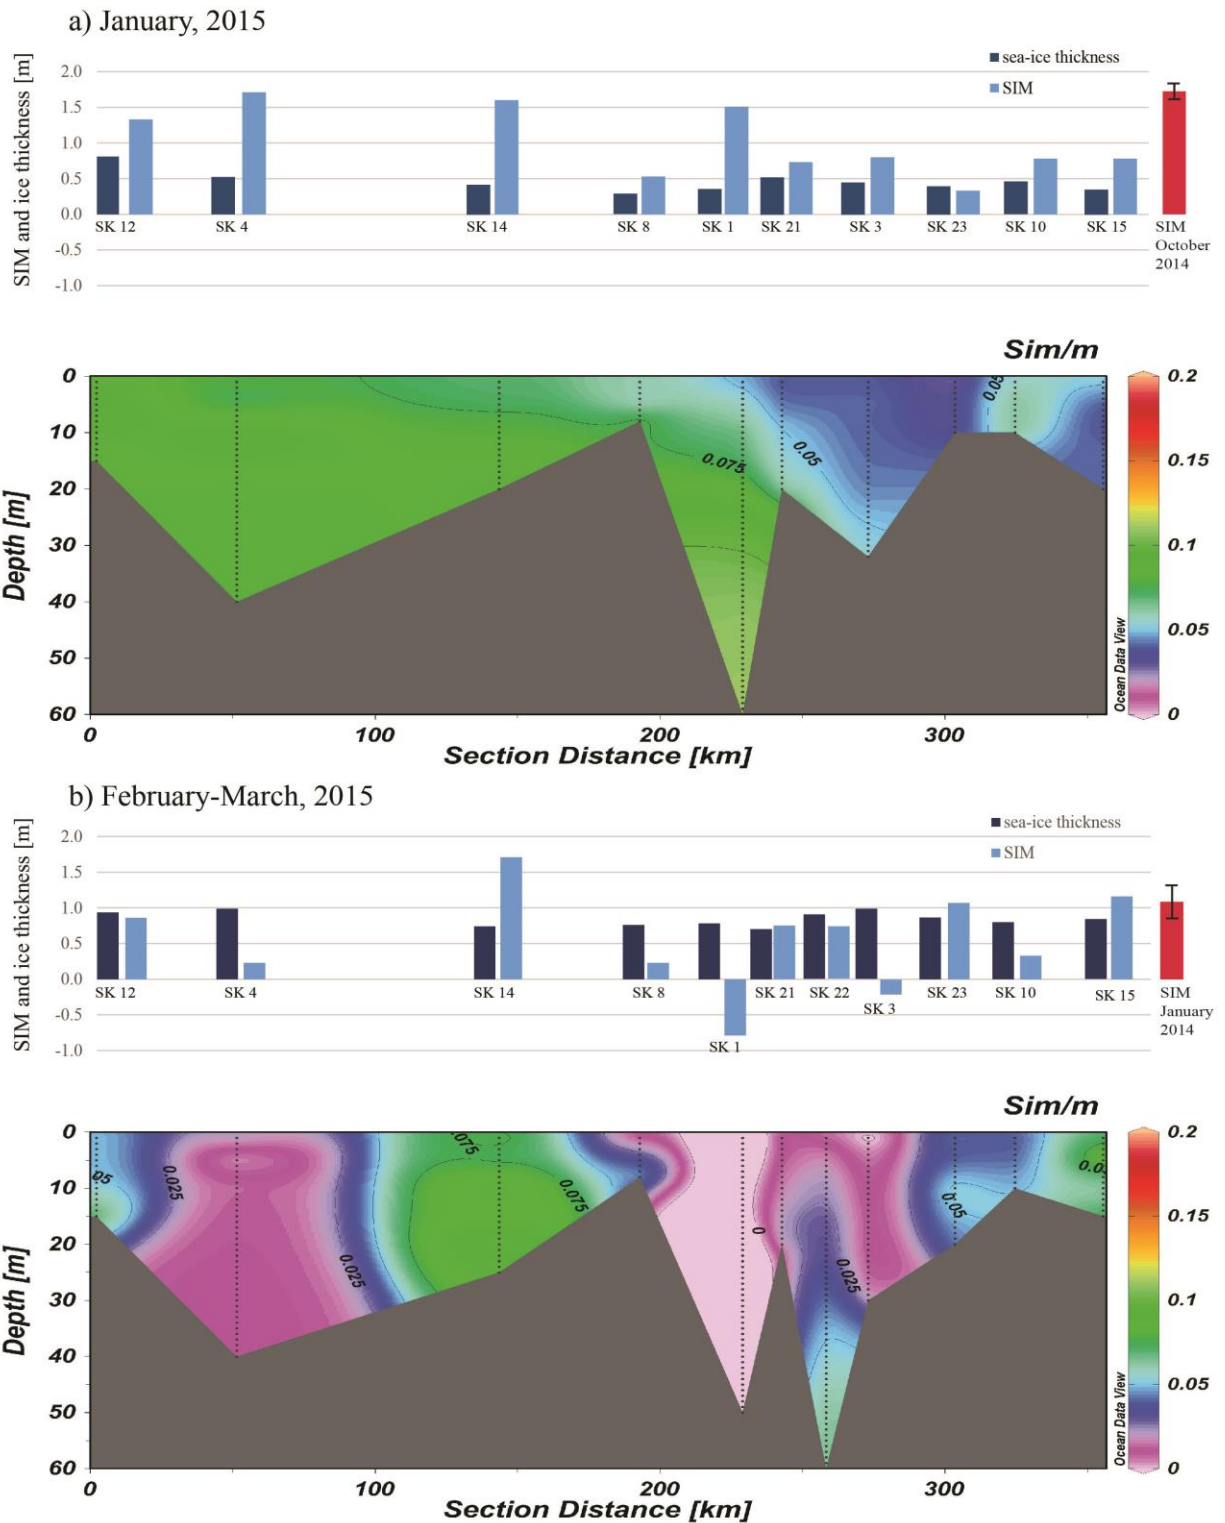 a) January, 2015
SIM and ice thickness [m]
sea-ice thickness
SIM
2.0
1.5
1.0
0.5
0.0
-0.5
-1.0
SK 12
SK 4
SK 14
SK 8
SK 1
SK 21
SK 3
SK 23
SK 10
SK 15
SIM
October
2014
Sim/m
Depth [m]
0
10
20
30
40
50
60
0.075
0.05
0.05
0
100
200
300
Section Distance [km]
Ocean Data View
0.2
0.15
0.1
0.05
0
b) February-March, 2015
SIM and ice thickness [m]
sea-ice thickness
SIM
2.0
1.5
1.0
0.5
0.0
-0.5
-1.0
SK 12
SK 4
SK 14
SK 8
SK 1
SK 21
SK 22
SK 3
SK 23
SK 10
SK 15
SIM
January
2014
Sim/m
Depth [m]
0
10
20
30
40
50
60
05
0.025
0.025
.075
0.075
0
0.025
0.05
0.0
0
100
200
300
Section Distance [km]
Ocean Data View
0.2
0.15
0.1
0.05
0